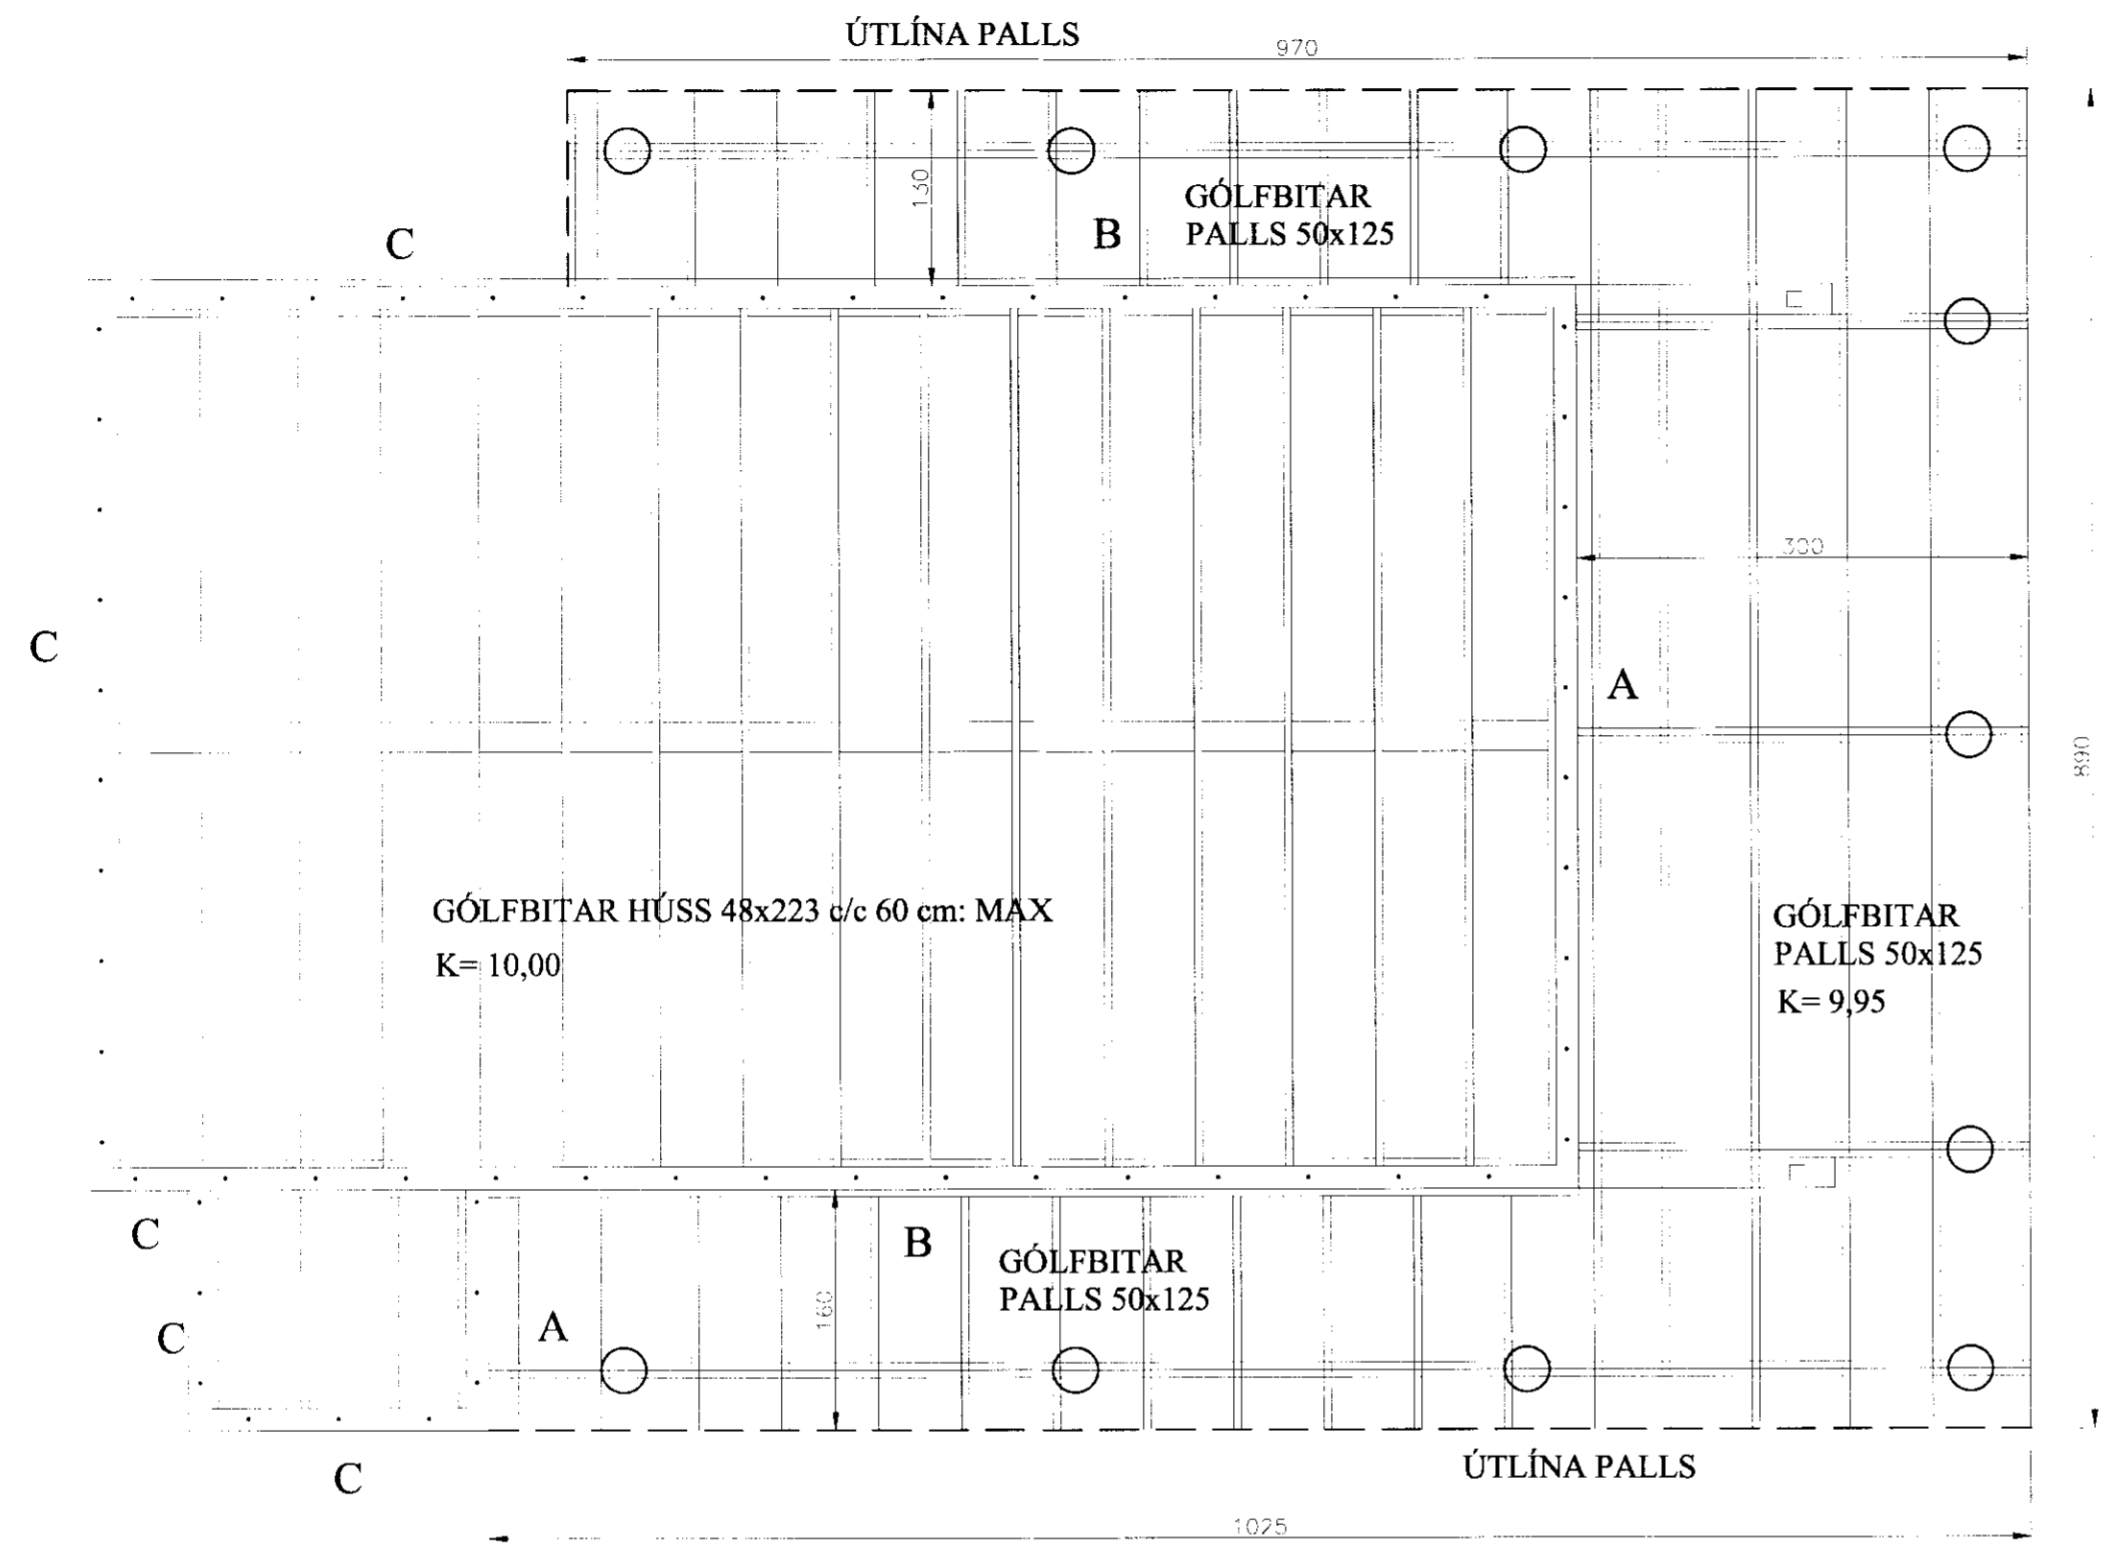 ÚTLÍNA PALLS
970
130
GÓLFBITAR
PALLS 50x125
B
C
300
C
A
890
GÓLFBITAR HÚSS 48x223 c/c 60 cm: MAX
K= 10,00
GÓLFBITAR
PALLS 50x125
K= 9,95
C
B
GÓLFBITAR
PALLS 50x125
160
A
C
ÚTLÍNA PALLS
C
1025